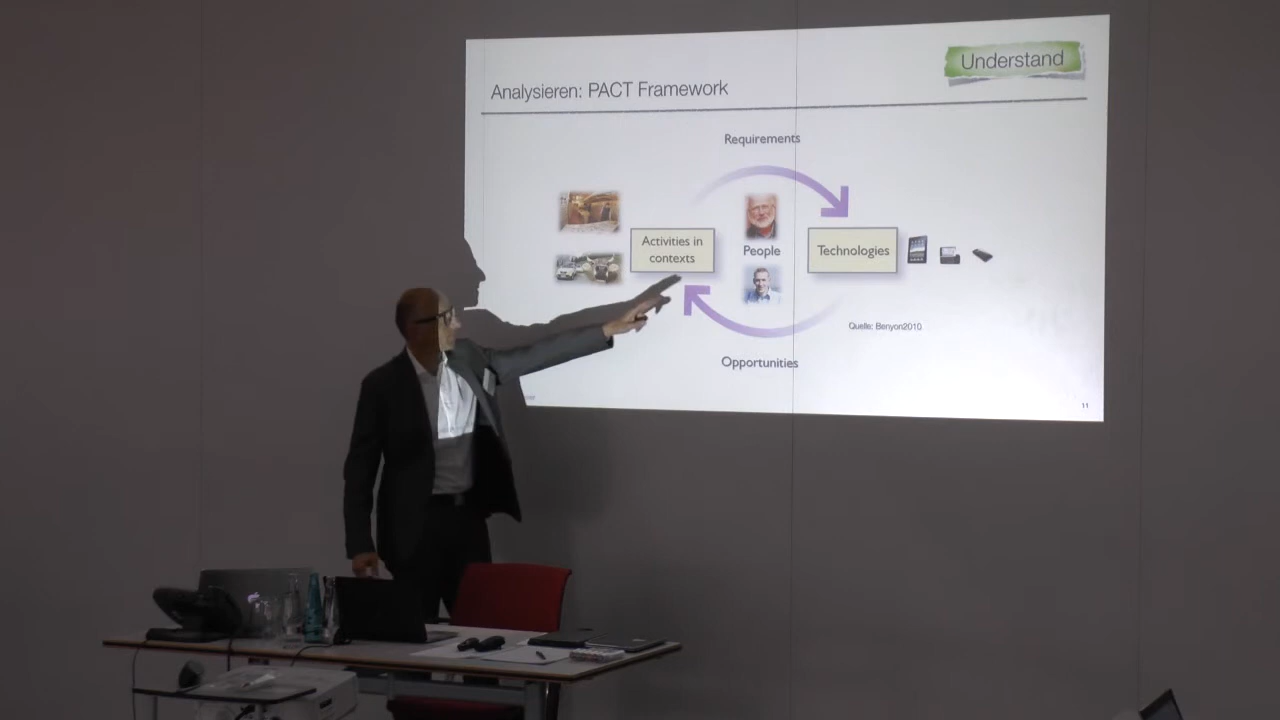 Understand
Analysieren: PACT Framework
Requirements
Activities in
contexts
People
Technologies
Quelle: Benyon2010
Opportunities
11